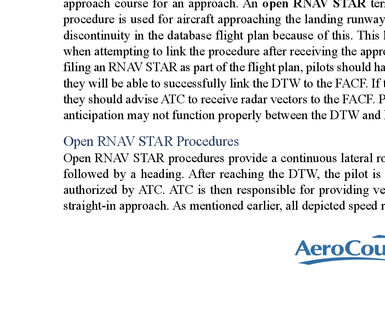 approach course for an approach. An open RNAV STAR ter
procedure is used for aircraft approaching the landing runway
discontinuity in the database flight plan because of this. This
when attempting to link the procedure after receiving the appr
filing an RNAV STAR as part of the flight plan, pilots should ha
they will be able to successfully link the DTW to the FACF. If t
they should advise ATC to receive radar vectors to the FACF. P
anticipation may not function properly between the DTW and
Open RNAV STAR Procedures
Open RNAV STAR procedures provide a continuous lateral ro
followed by a heading. After reaching the DTW, the pilot is
authorized by ATC. ATC is then responsible for providing ve
straight-in approach. As mentioned earlier, all depicted speed r
AeroCou